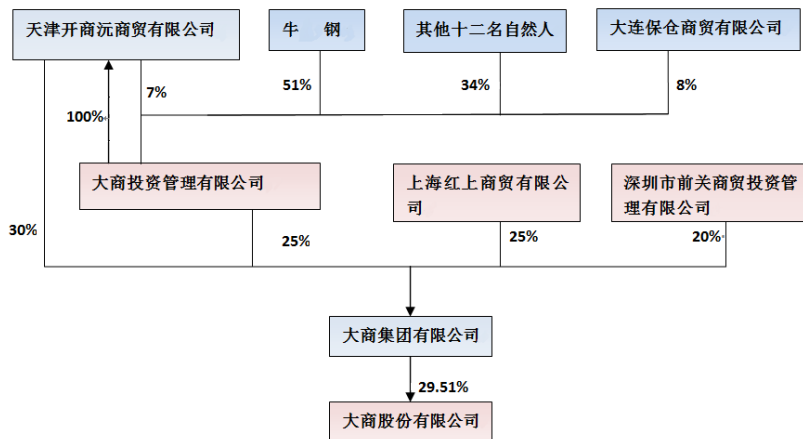 天津开商沅商贸有限公司
牛 钢
其他十二名自然人
大连保仓商贸有限公司
7%
51%
34%
8%
100%
大商投资管理有限公司
上海红上商贸有限公
司
深圳市前关商贸投资管
理有限公司
30%
25%
25%
20%
大商集团有限公司
29.51%
大商股份有限公司